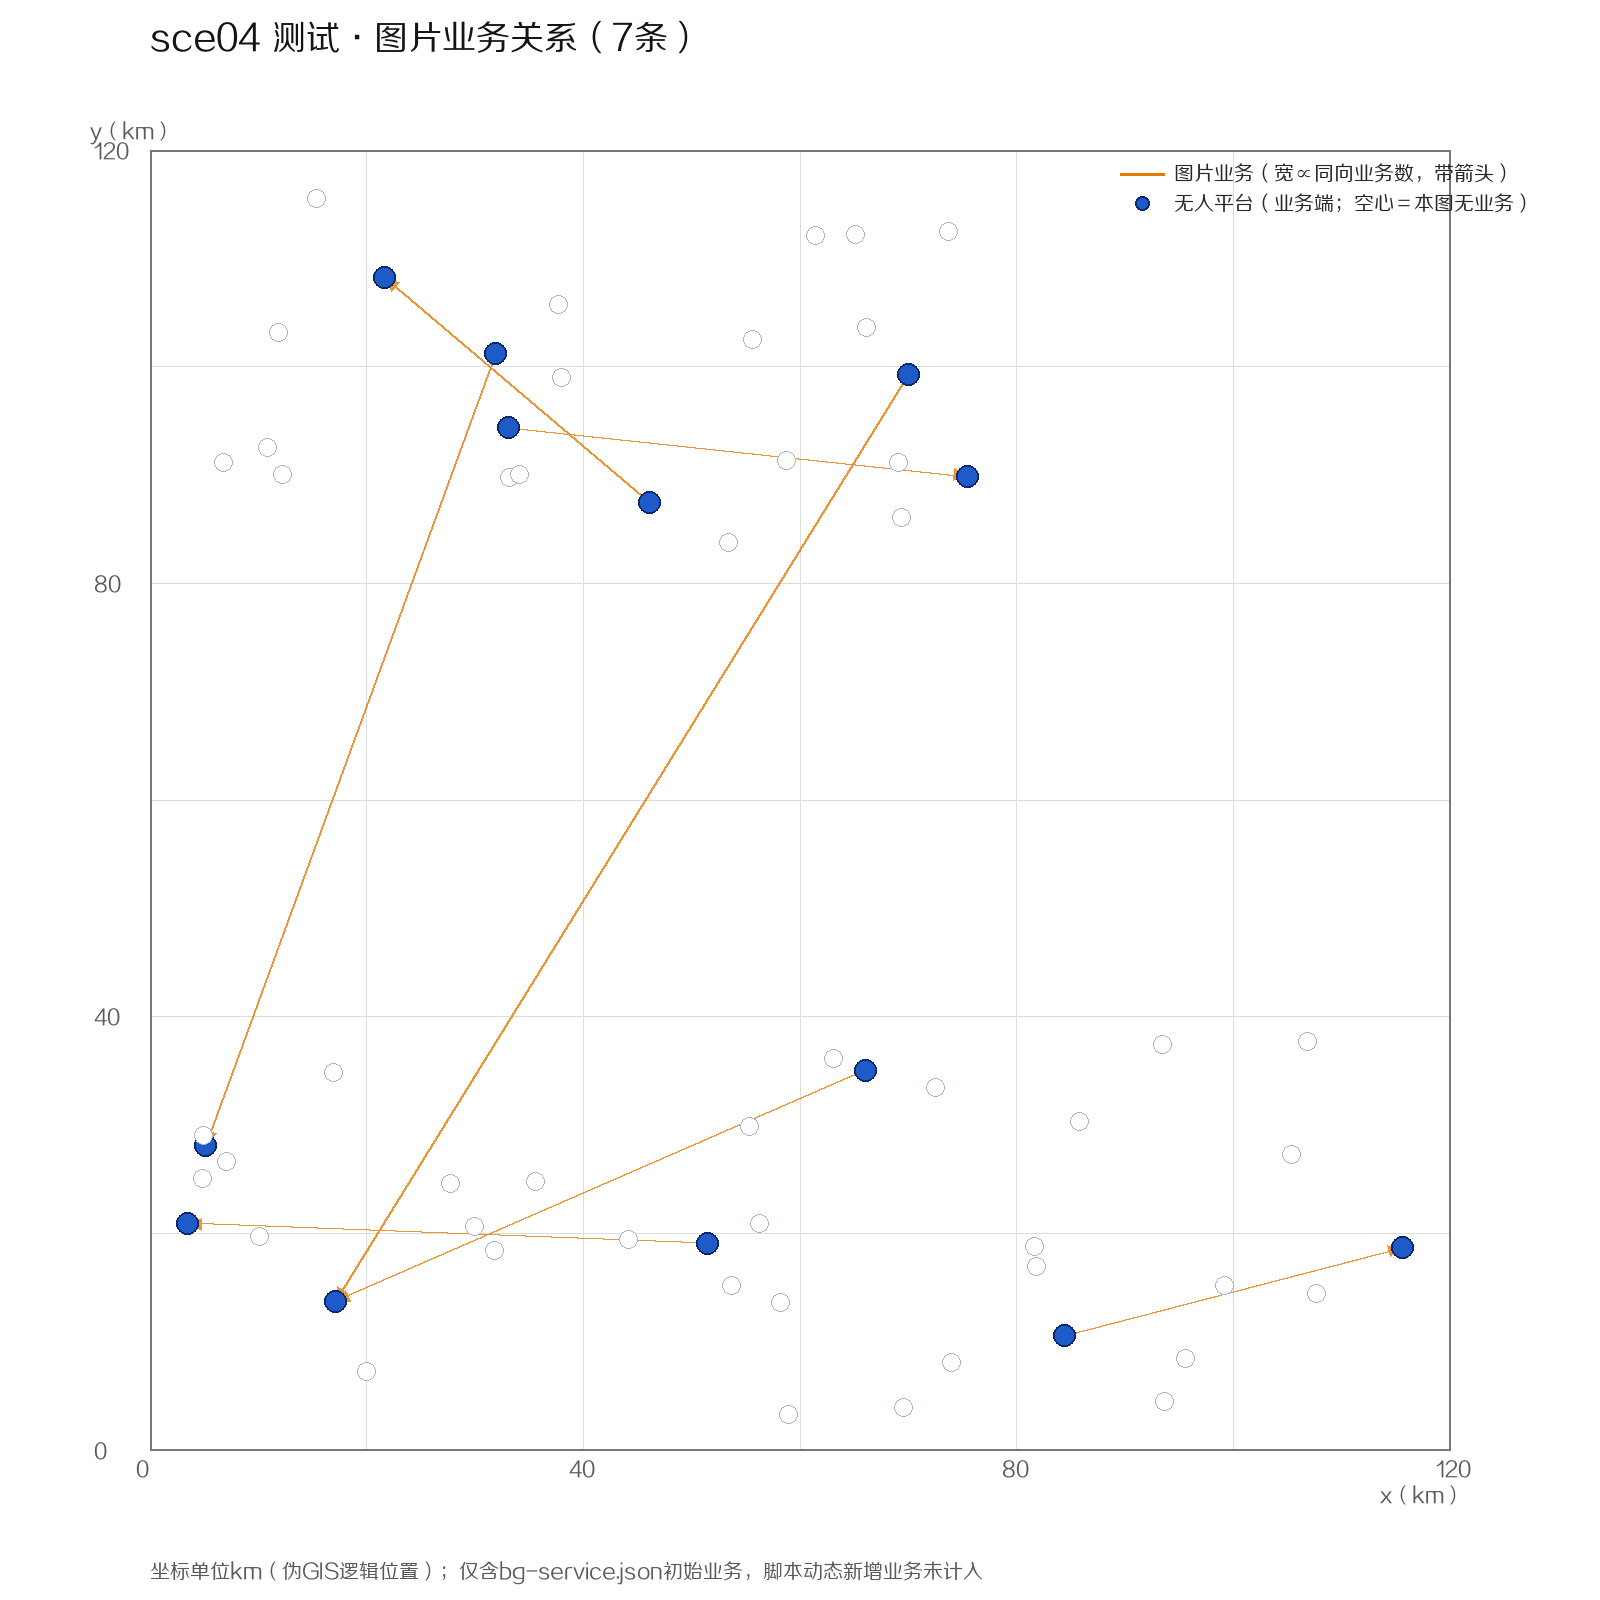 sce04 测试·图片业务关系（7条）
y（km）
120
图片业务（宽∝同向业务数，带箭头）
无人平台（业务端；空心＝本图无业务）
80
40
0
0
40
80
120
x（km）
坐标单位km（伪GIS逻辑位置）；仅含bg-service.json初始业务，脚本动态新增业务未计入